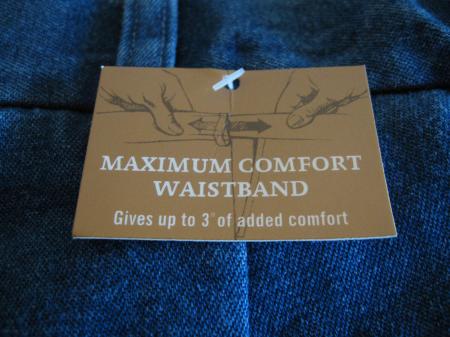 MAXIMUM COMFORT
WAISTBAND
Gives up to 3" of added comfort